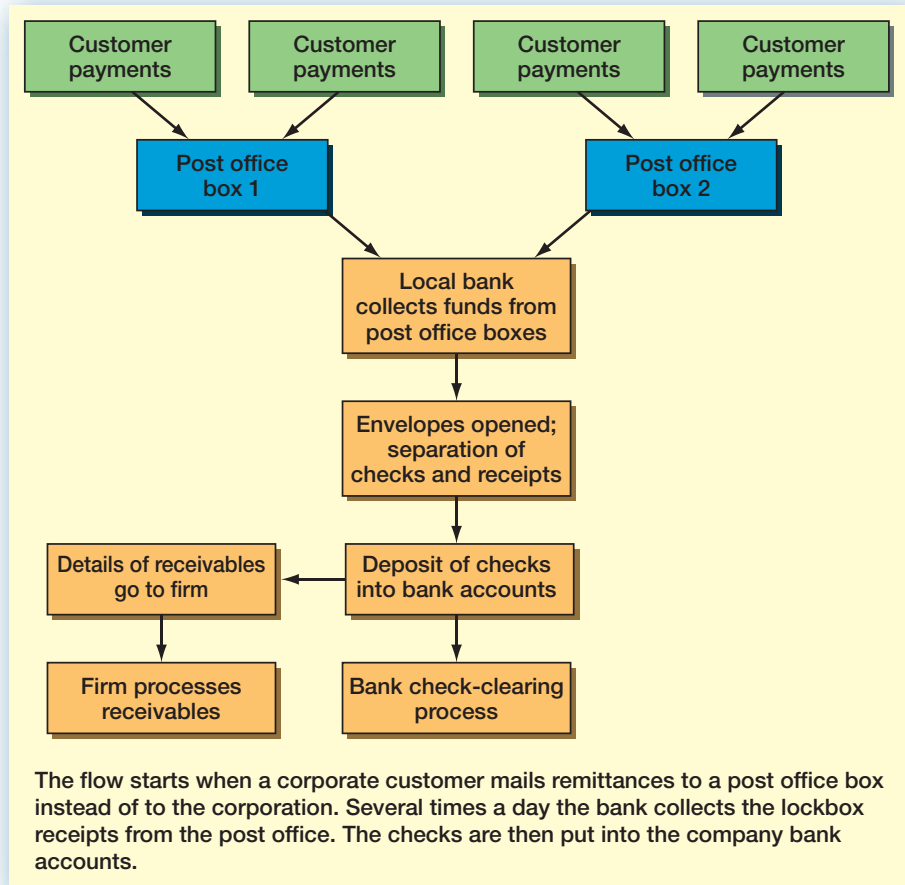 Customer
payments
Customer
payments
Customer
payments
Customer
payments
Post office
box 1
Post office
box 2
Local bank
collects funds from
post office boxes
Envelopes opened;
separation of
checks and receipts
Details of receivables
go to firm
Deposit of checks
into bank accounts
Firm processes
receivables
Bank check-clearing
process
The flow starts when a corporate customer mails remittances to a post office box
instead of to the corporation. Several times a day the bank collects the lockbox
receipts from the post office. The checks are then put into the company bank
accounts.